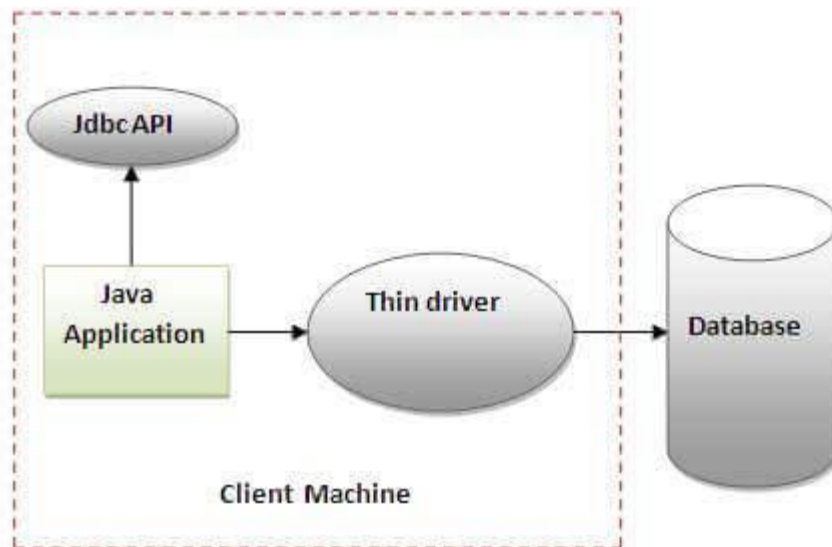 Jdbc API
Java
Application
Thin driver
Database
Client Machine